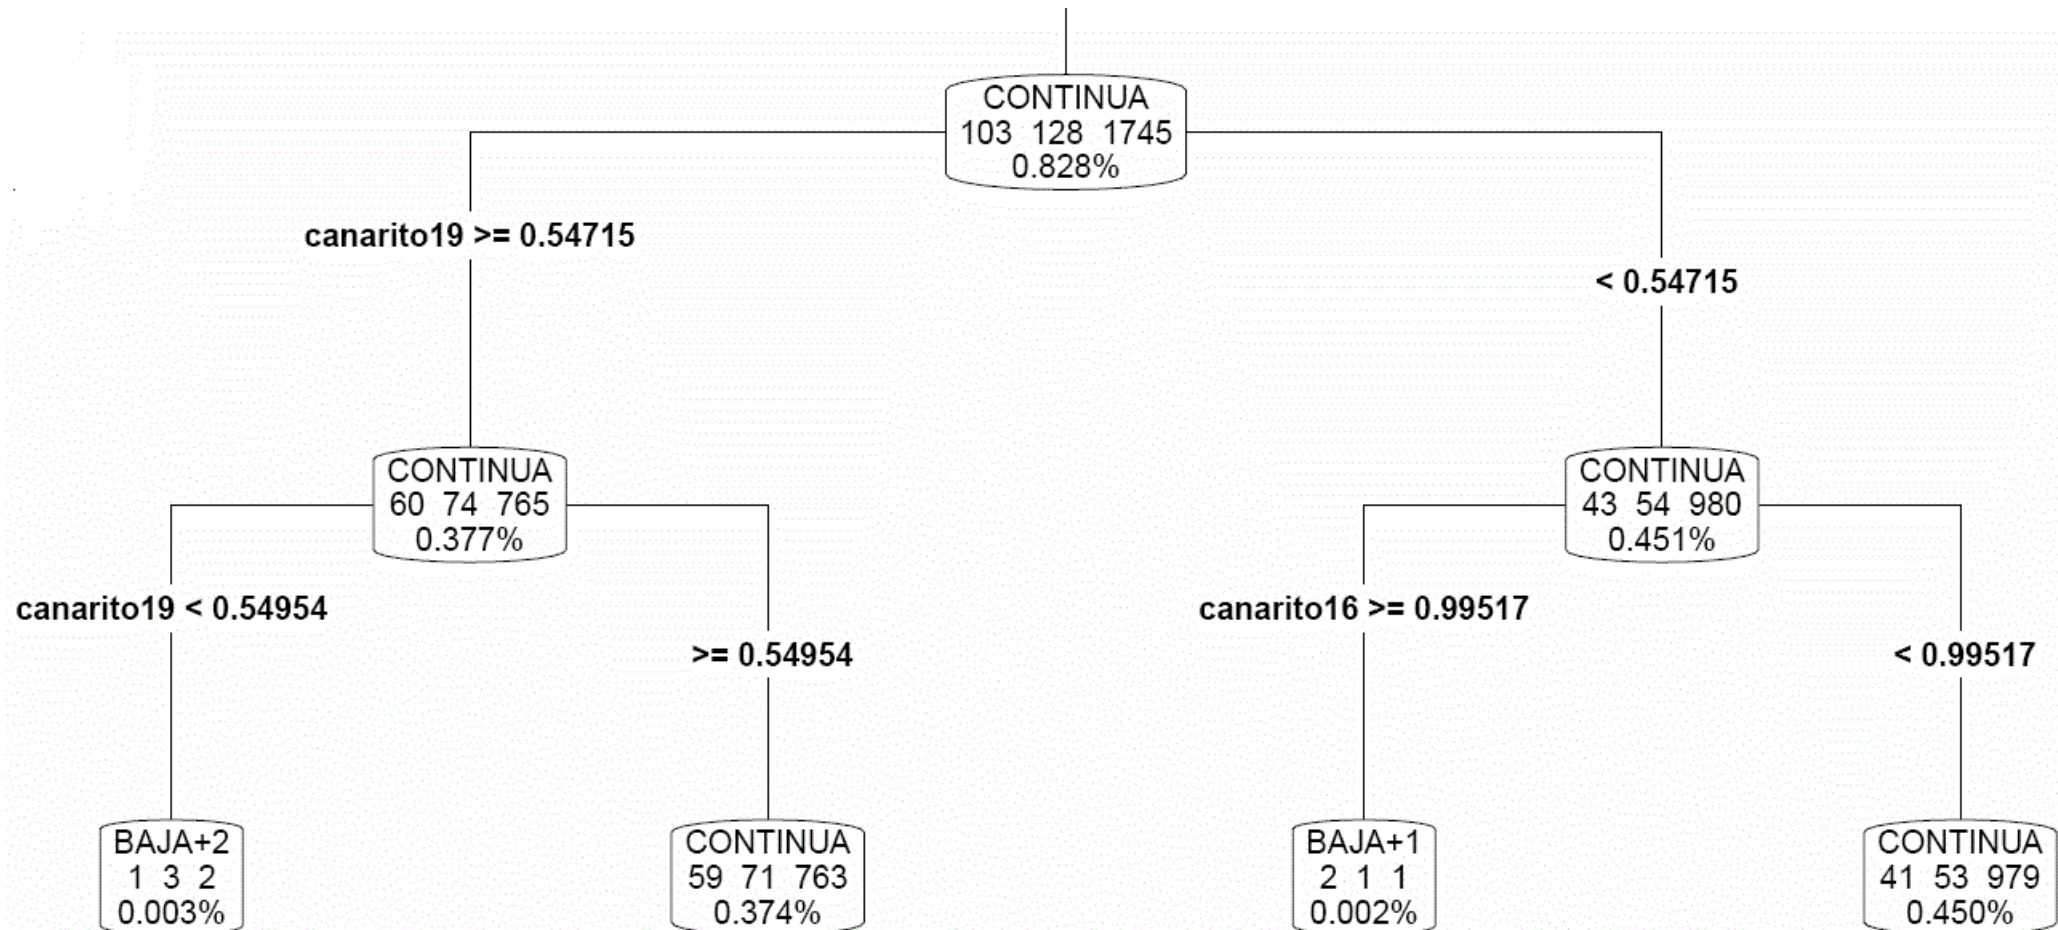 CONTINUA
103 128 1745
0.828%
canarito19 >= 0.54715
< 0.54715
CONTINUA
60 74 765
0.377%
CONTINUA
43 54 980
0.451%
canarito19 < 0.54954
>= 0.54954
canarito16 >= 0.99517
< 0.99517
BAJA+2
1 3 2
0.003%
CONTINUA
59 71 763
0.374%
BAJA+1
2 1 1
0.002%
CONTINUA
41 53 979
0.450%